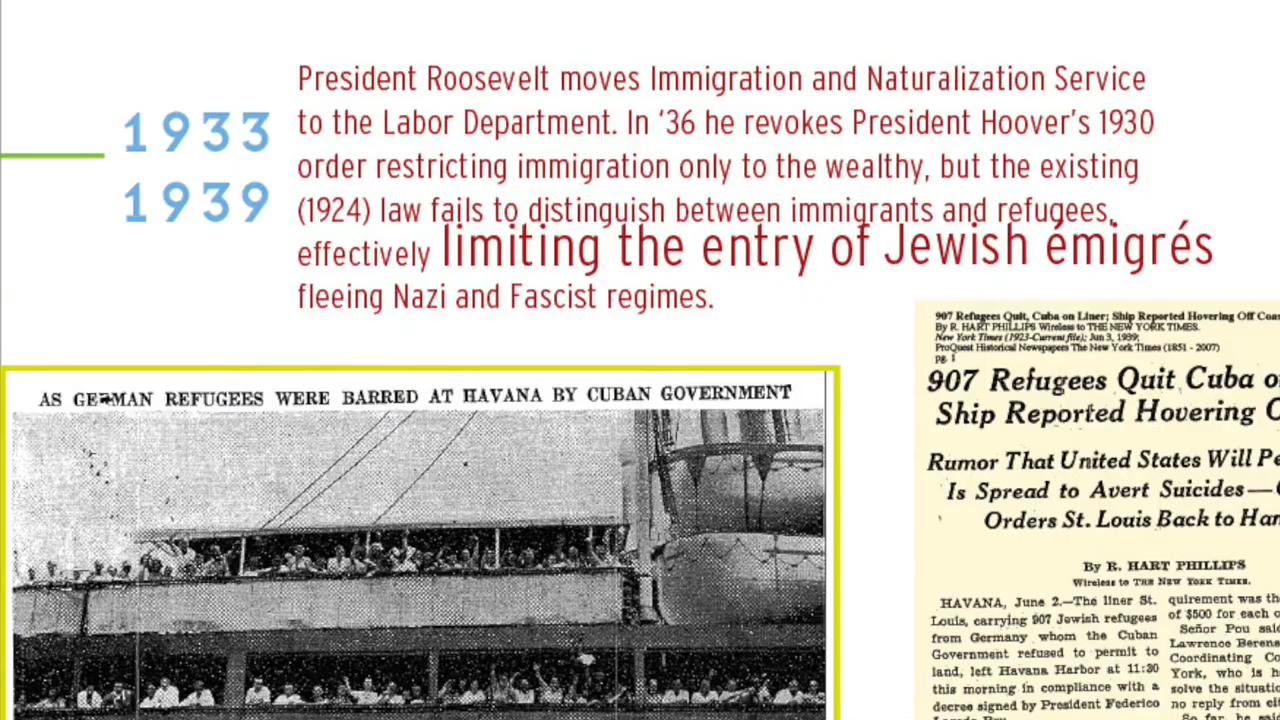 1933
1939
President Roosevelt moves Immigration and Naturalization Service
to the Labor Department. In ‘36 he revokes President Hoover’s 1930
order restricting immigration only to the wealthy, but the existing
(1924) law fails to distinguish between immigrants and refugees,
effectively limiting the entry of Jewish émigrés
fleeing Nazi and Fascist regimes.
AS GERMAN REFUGEES WERE BARRED AT HAVANA BY CUBAN GOVERNMENT
907 Refugees Quit, Cuba on Liner; Ship Reported Hovering Off
By R. HART PHILLIPS Wireless to THE NEW YORK TIMES.
New York Times (1923-Current file); Jun 3, 1939;
ProQuest Historical Newspapers The New York Times (1851 - 2007)
pg. 1
907 Refugees Quit Cuba
Ship Reported Hovering
Rumor That United States Will
Is Spread to Avert Suicides—
Orders St. Louis Back to
By R. HART PHILLIPS
Wireless to THE NEW YORK TIMES.
HAVANA, June 2.—The liner St.
Louis, carrying 907 Jewish refugees
from Germany whom the Cuban
Government refused to permit to
land, left Havana Harbor at 11:30
this morning in compliance with a
decree signed by President Federico
quirement was the
of $500 for each
Señor Pou said
Lawrence Berens
Coordinating
York, who is
solve the situatio
no reply from
So far, he said